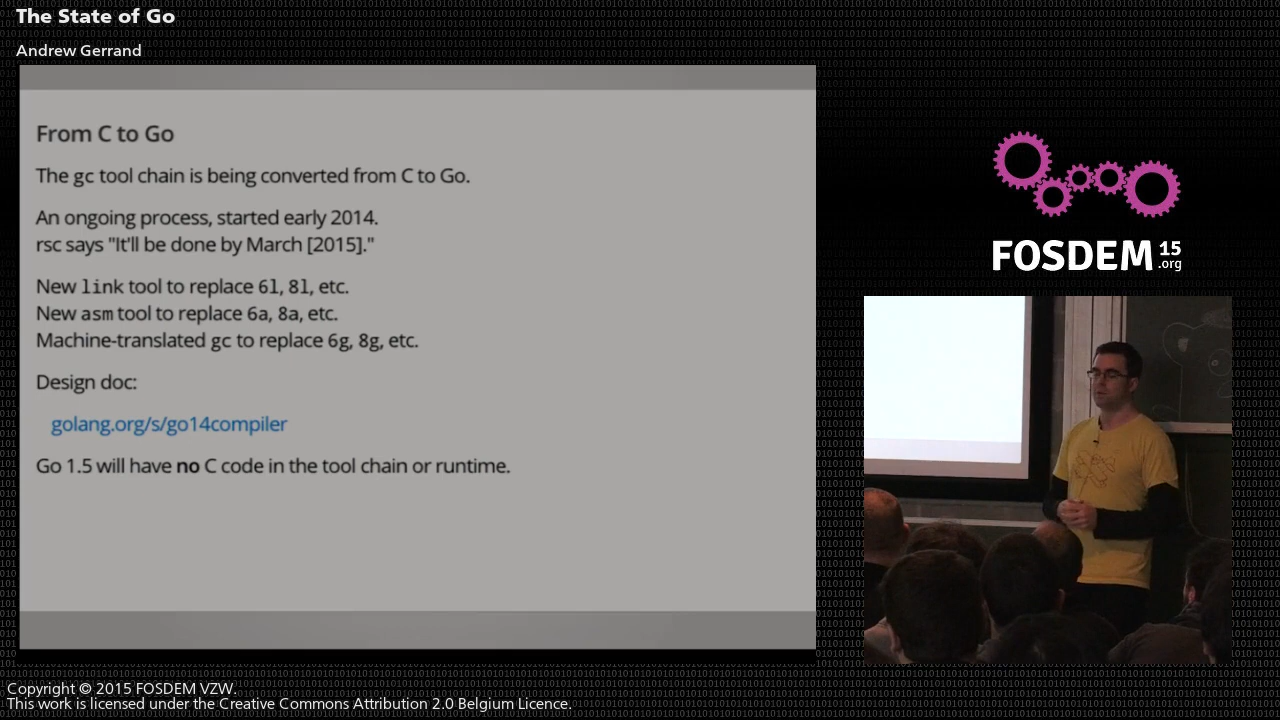 The State of Go
Andrew Gerrand
From C to Go
The gc tool chain is being converted from C to Go.
An ongoing process, started early 2014.
rsc says "It'll be done by March [2015]."
New link tool to replace 6l, 8l, etc.
New asm tool to replace 6a, 8a, etc.
Machine-translated gc to replace 6g, 8g, etc.
Design doc:
golang.org/s/go14compiler
Go 1.5 will have no C code in the tool chain or runtime.
FOSDEM 15
.org
Copyright © 2015 FOSDEM VZW.
This work is licensed under the Creative Commons Attribution 2.0 Belgium Licence.